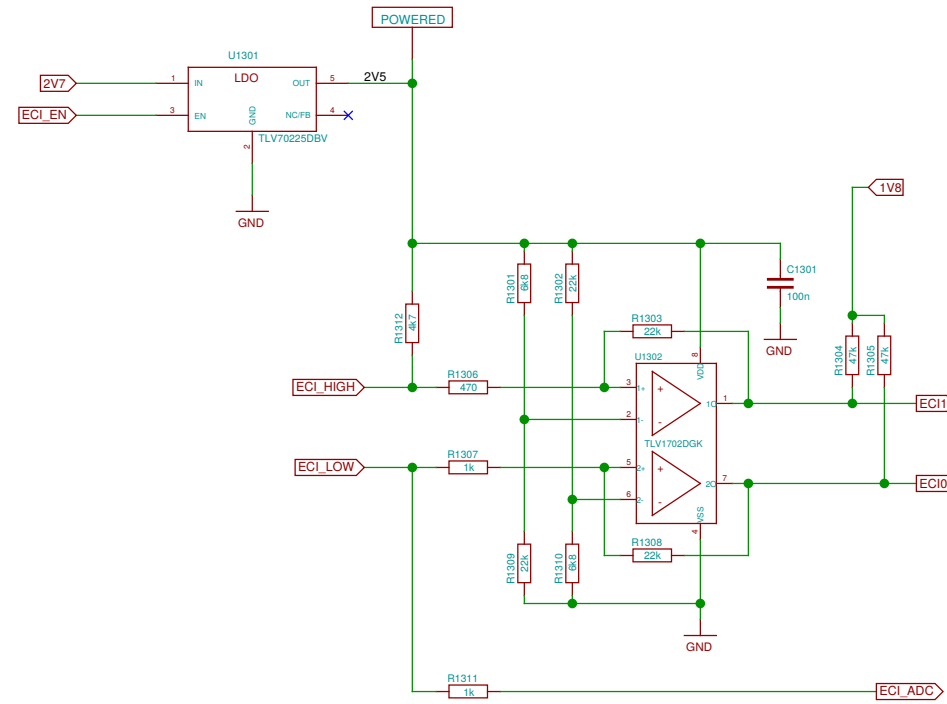 POWERED
U1301
LDO
2V7
1
IN
OUT
5
2V5
ECI_EN
3
EN
GND
NC/FB
4
2
TLV70225DBV
GND
1V8
R1301
6k8
R1302
22k
C1301
100n
R1312
4k7
R1303
22k
GND
R1304
47k
R1305
47k
U1302
8
VDD
ECI_HIGH
R1306
470
3
1+
1O
1
ECI1
2
1-
+
-
TLV1702DGK
ECI_LOW
R1307
1k
5
2+
2O
7
ECI0
6
2-
+
-
VSS
4
R1309
22k
R1310
6k8
R1308
22k
GND
R1311
1k
ECI_ADC